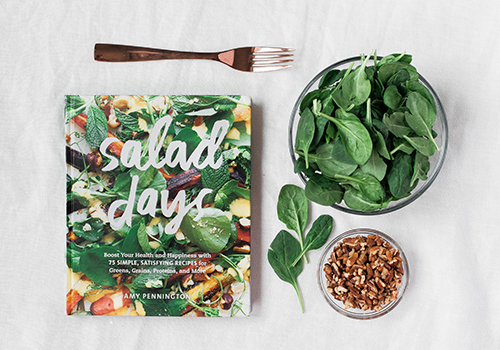 salad
days
Boost Your Health and Happiness with
75 SIMPLE, SATISFYING RECIPES for
Greens, Grains, Proteins, and More
AMY PENNINGTON